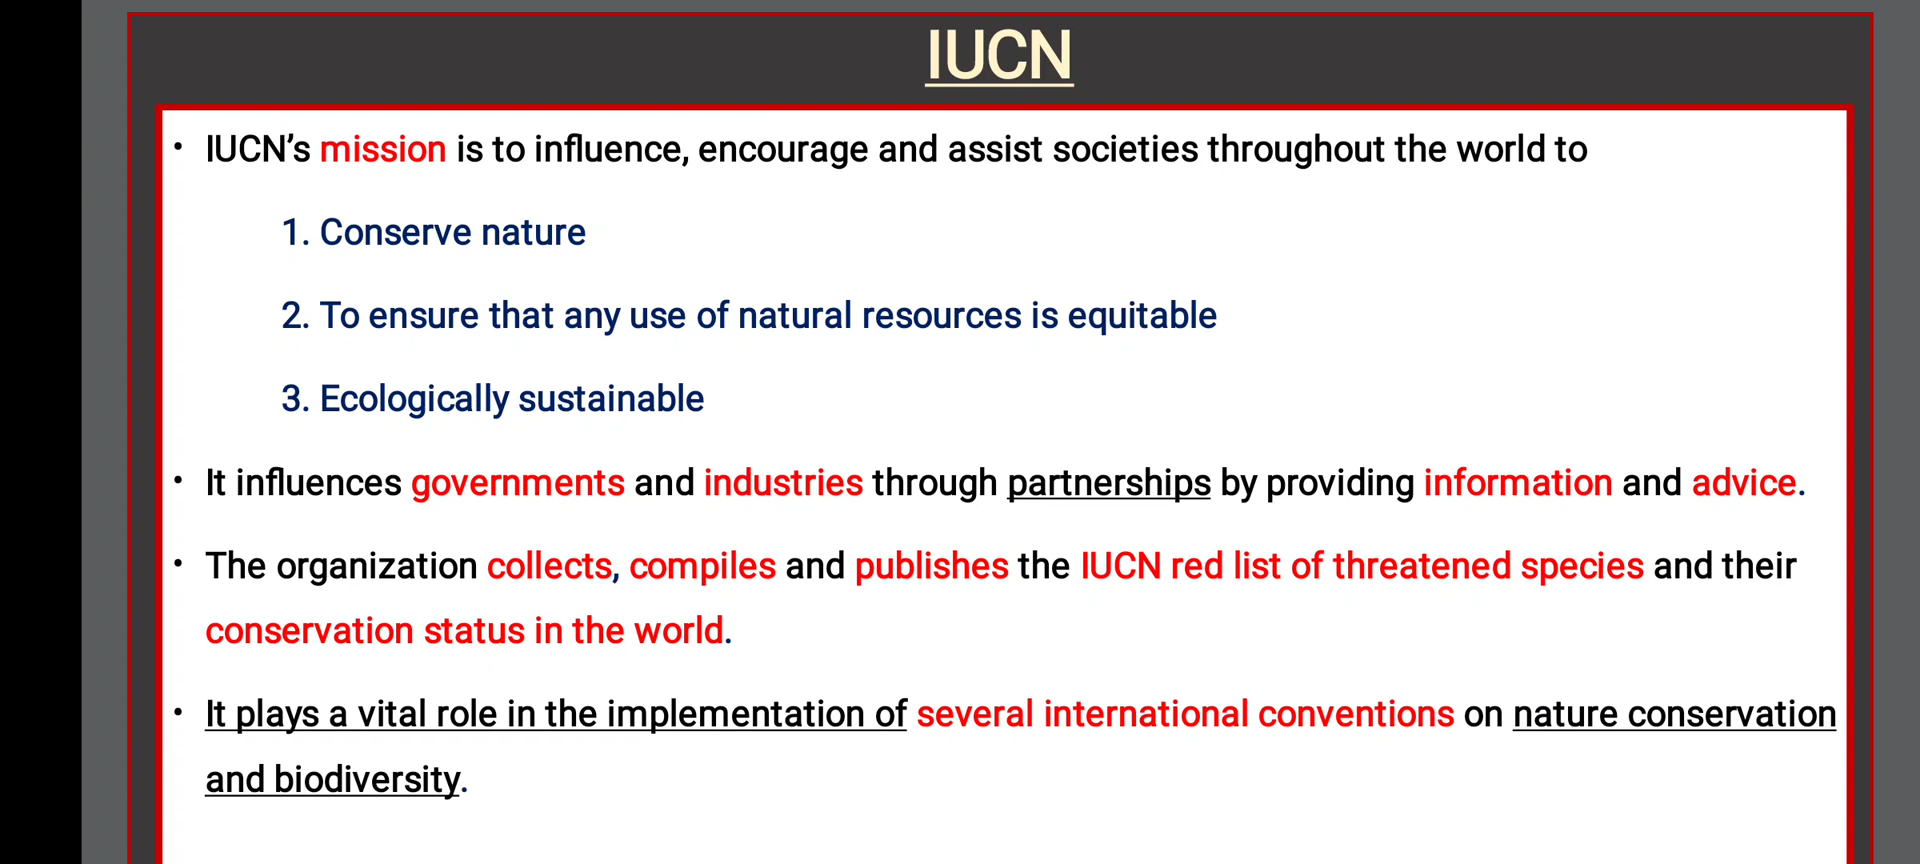 IUCN
• IUCN’s mission is to influence, encourage and assist societies throughout the world to
1. Conserve nature
2. To ensure that any use of natural resources is equitable
3. Ecologically sustainable
• It influences governments and industries through partnerships by providing information and advice.
• The organization collects, compiles and publishes the IUCN red list of threatened species and their
conservation status in the world.
• It plays a vital role in the implementation of several international conventions on nature conservation
and biodiversity.